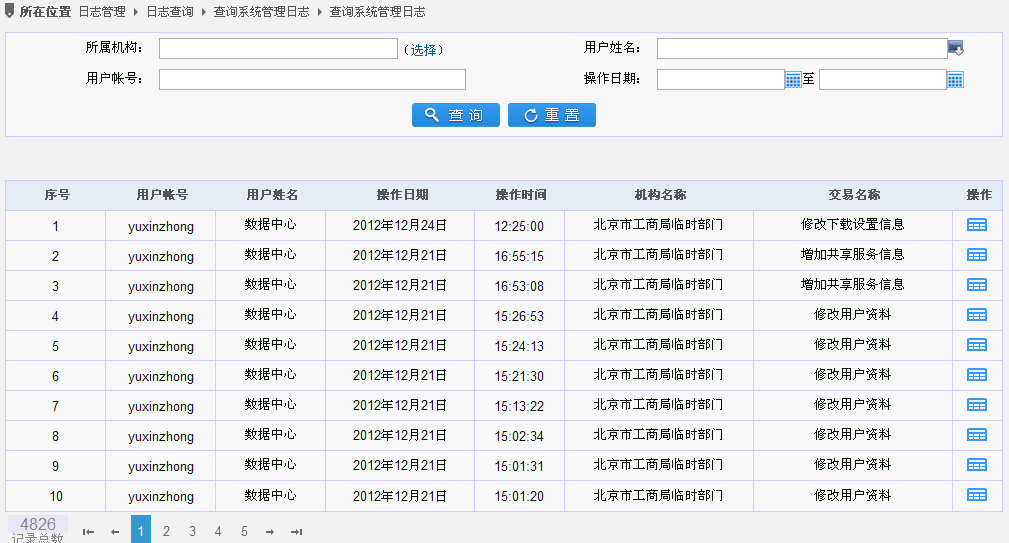 所在位置 日志管理 日志查询 查询系统管理日志 查询系统管理日志
所属机构： （选择） 用户姓名：
用户帐号： 操作日期： 至
查 询 重 置
序号 用户帐号 用户姓名 操作日期 操作时间 机构名称 交易名称 操作
1 yuxinzhong 数据中心 2012年12月24日 12:25:00 北京市工商局临时部门 修改下载设置信息
2 yuxinzhong 数据中心 2012年12月21日 16:55:15 北京市工商局临时部门 增加共享服务信息
3 yuxinzhong 数据中心 2012年12月21日 16:53:08 北京市工商局临时部门 增加共享服务信息
4 yuxinzhong 数据中心 2012年12月21日 15:26:53 北京市工商局临时部门 修改用户资料
5 yuxinzhong 数据中心 2012年12月21日 15:24:13 北京市工商局临时部门 修改用户资料
6 yuxinzhong 数据中心 2012年12月21日 15:21:30 北京市工商局临时部门 修改用户资料
7 yuxinzhong 数据中心 2012年12月21日 15:13:22 北京市工商局临时部门 修改用户资料
8 yuxinzhong 数据中心 2012年12月21日 15:02:34 北京市工商局临时部门 修改用户资料
9 yuxinzhong 数据中心 2012年12月21日 15:01:31 北京市工商局临时部门 修改用户资料
10 yuxinzhong 数据中心 2012年12月21日 15:01:20 北京市工商局临时部门 修改用户资料
4826 1 2 3 4 5
记录总数